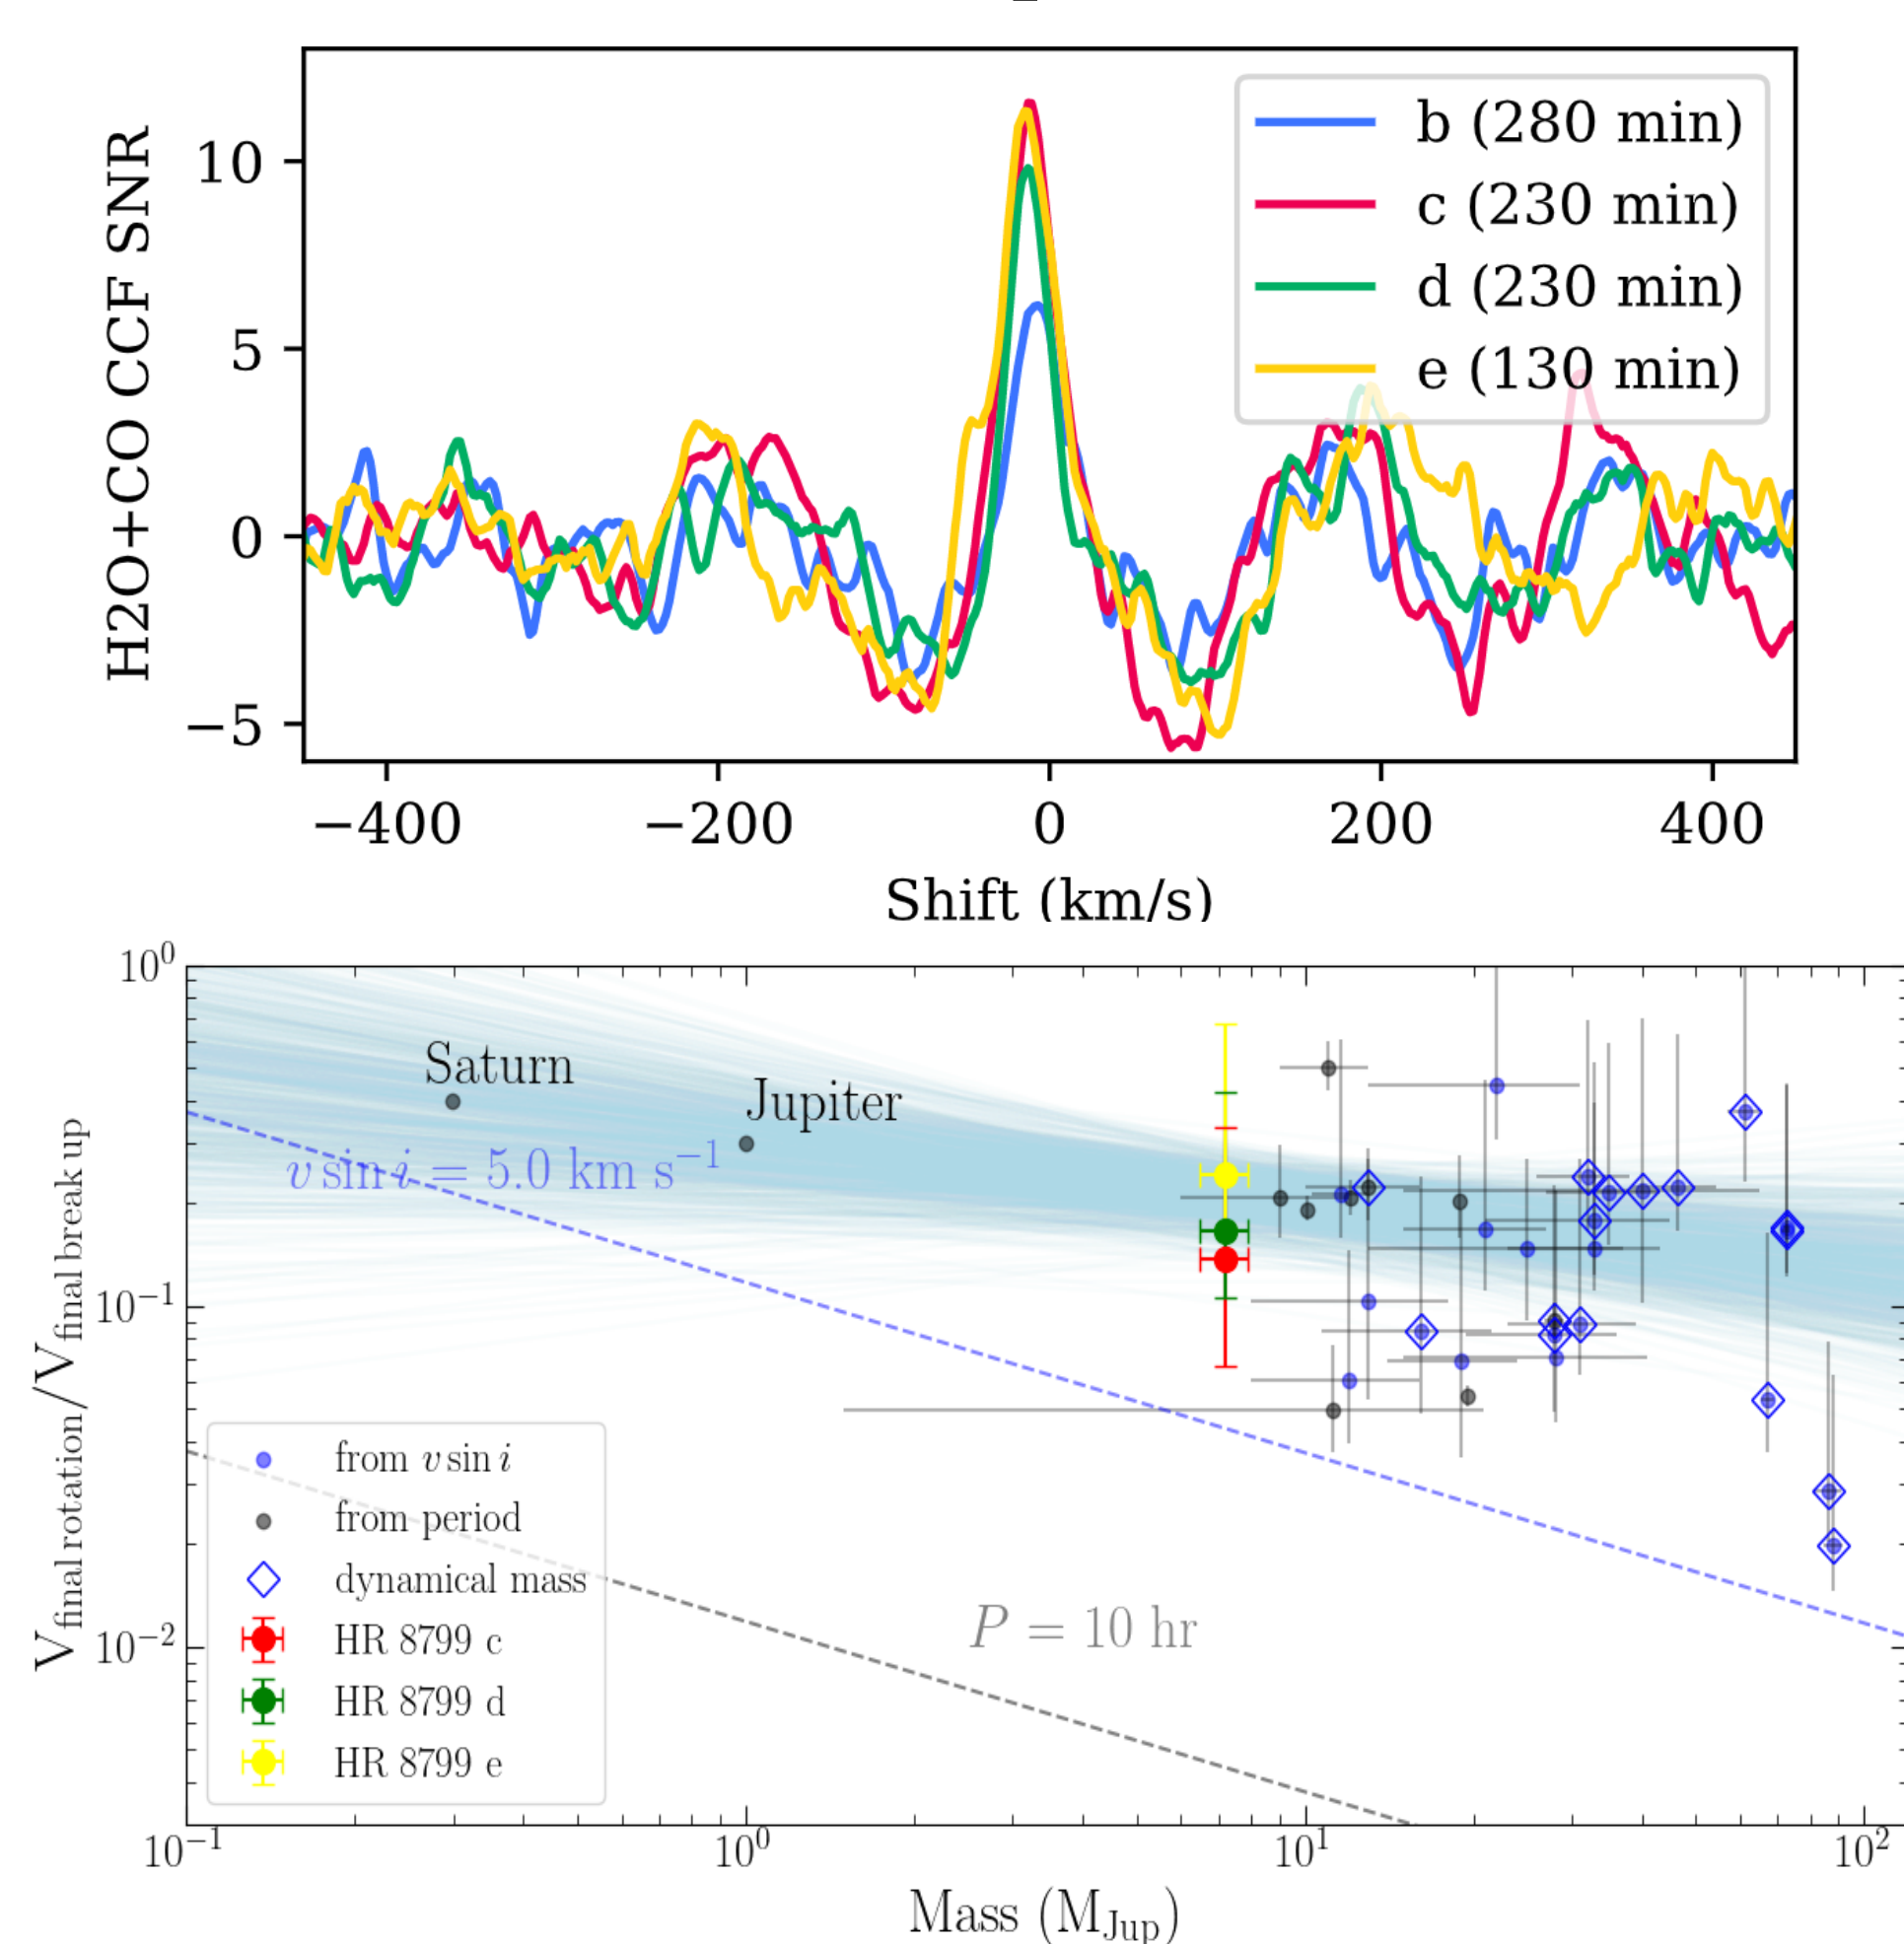 H2O+CO CCF SNR
10
5
0
−5
b (280 min)
c (230 min)
d (230 min)
e (130 min)
−400 −200 0 200 400
Shift (km/s)
V_final rotation/V_final break up
10^0
10^−1
10^−2
Saturn
Jupiter
v sin i = 5.0 km s^−1
P = 10 hr
from v sin i
from period
dynamical mass
HR 8799 c
HR 8799 d
HR 8799 e
10^−1 10^0 10^1 10^2
Mass (M_Jup)